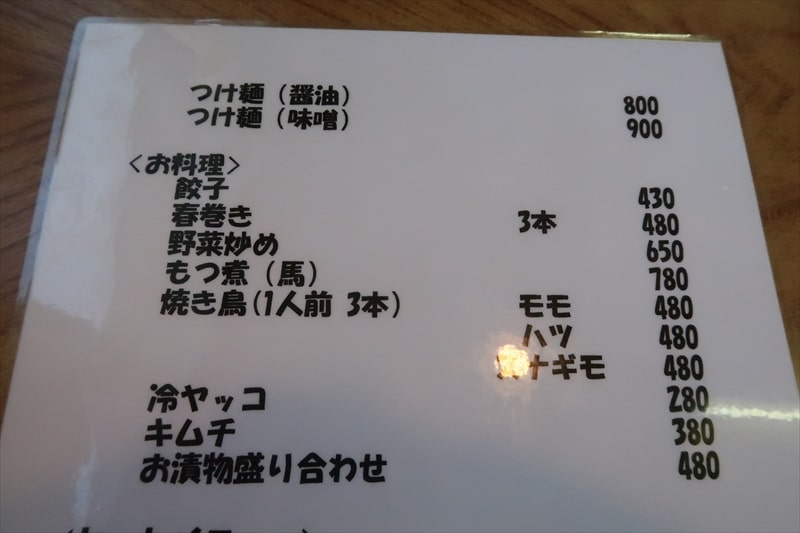 つけ麺(醤油) 800
つけ麺(味噌) 900
<お料理>
餃子 430
春巻き 3本 480
野菜炒め 650
もつ煮(馬) 780
焼き鳥(1人前 3本) モモ 480
ハツ 480
ナギモ 480
冷ヤッコ 280
キムチ 380
お漬物盛り合わせ 480